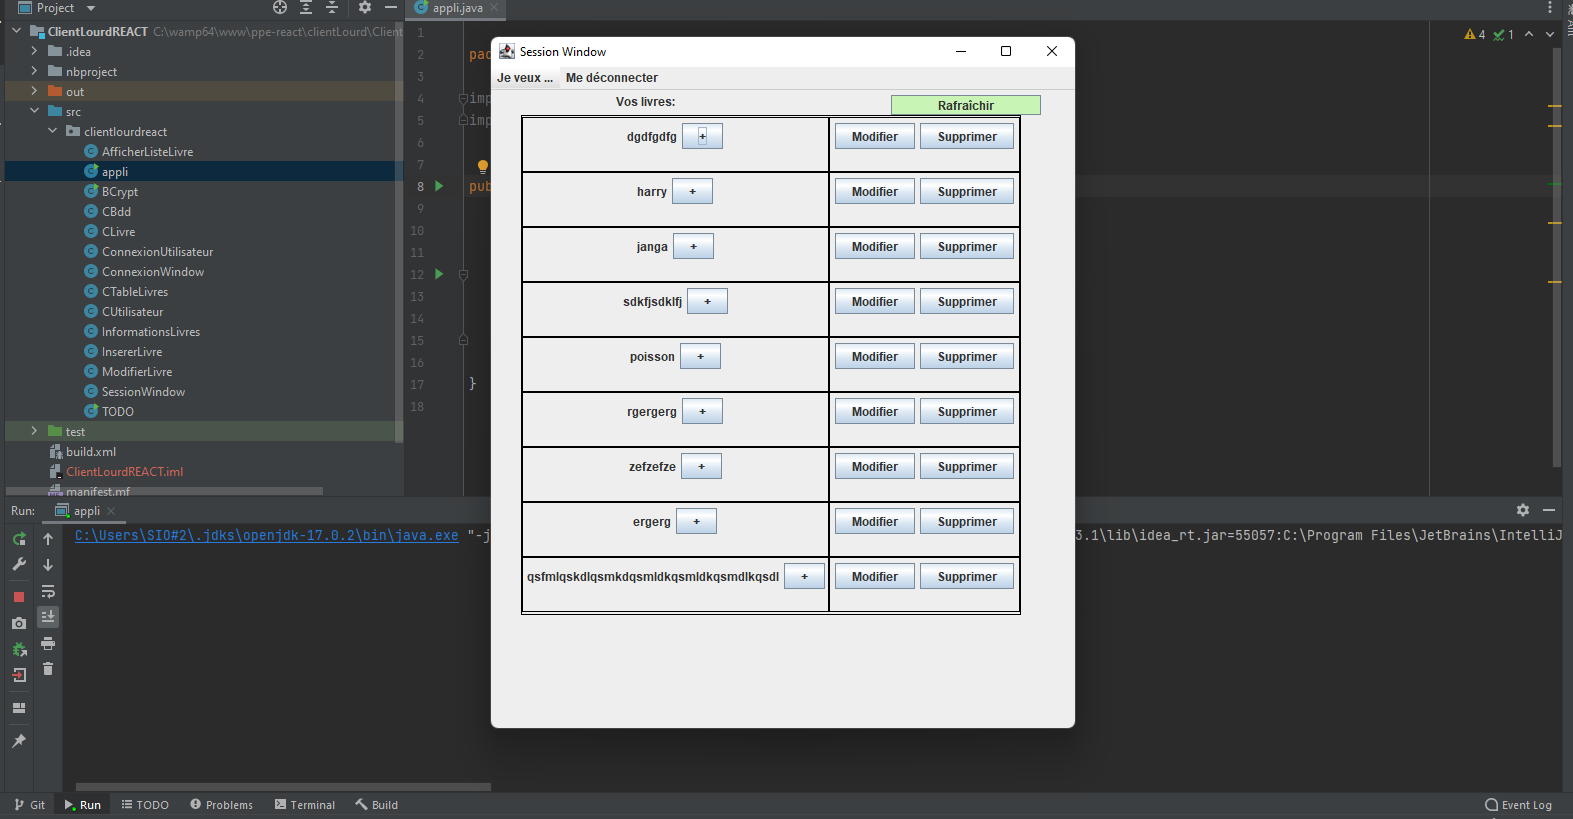 Project
ClientLourdREACT C:\wamp64\www\ppe-react\clientLourd\Client
.idea
nbproject
out
src
clientlourdreact
AfficherListeLivre
appli
BCrypt
CBdd
CLivre
ConnexionUtilisateur
ConnexionWindow
CTableLivres
CUtilisateur
InformationsLivres
InsererLivre
ModifierLivre
SessionWindow
TODO
test
build.xml
ClientLourdREACT.iml
manifest.mf
appli.java
1
2 pac
3
4 imp
5 imp
6
7
8 pub
9
10
11
12
13
14
15
16
17 }
18
4 1
Session Window
Je veux ... Me déconnecter
Vos livres: Rafraîchir
dgdfgdfg + Modifier Supprimer
harry + Modifier Supprimer
janga + Modifier Supprimer
sdkfjsdklfj + Modifier Supprimer
poisson + Modifier Supprimer
rgergerg + Modifier Supprimer
zefzefze + Modifier Supprimer
ergerg + Modifier Supprimer
qsfmlqskdlqsmkdqsmldkqsmldkqsmdlkqsdl + Modifier Supprimer
Run: appli
C:\Users\SIO#2\.jdks\openjdk-17.0.2\bin\java.exe "-j 3.1\lib\idea_rt.jar=55057:C:\Program Files\JetBrains\IntelliJ
Git Run TODO Problems Terminal Build Event Log